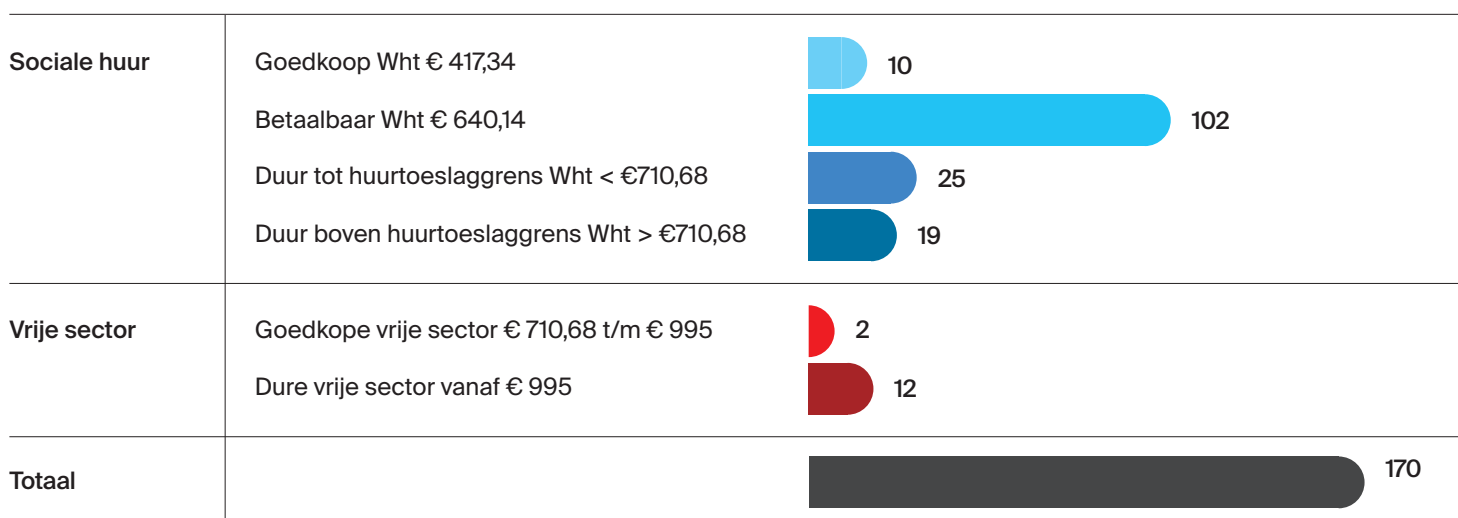 Sociale huur
Goedkoop Wht € 417,34
10
Betaalbaar Wht € 640,14
102
Duur tot huurtoeslaggrens Wht < €710,68
25
Duur boven huurtoeslaggrens Wht > €710,68
19
Vrije sector
Goedkope vrije sector € 710,68 t/m € 995
2
Dure vrije sector vanaf € 995
12
Totaal
170